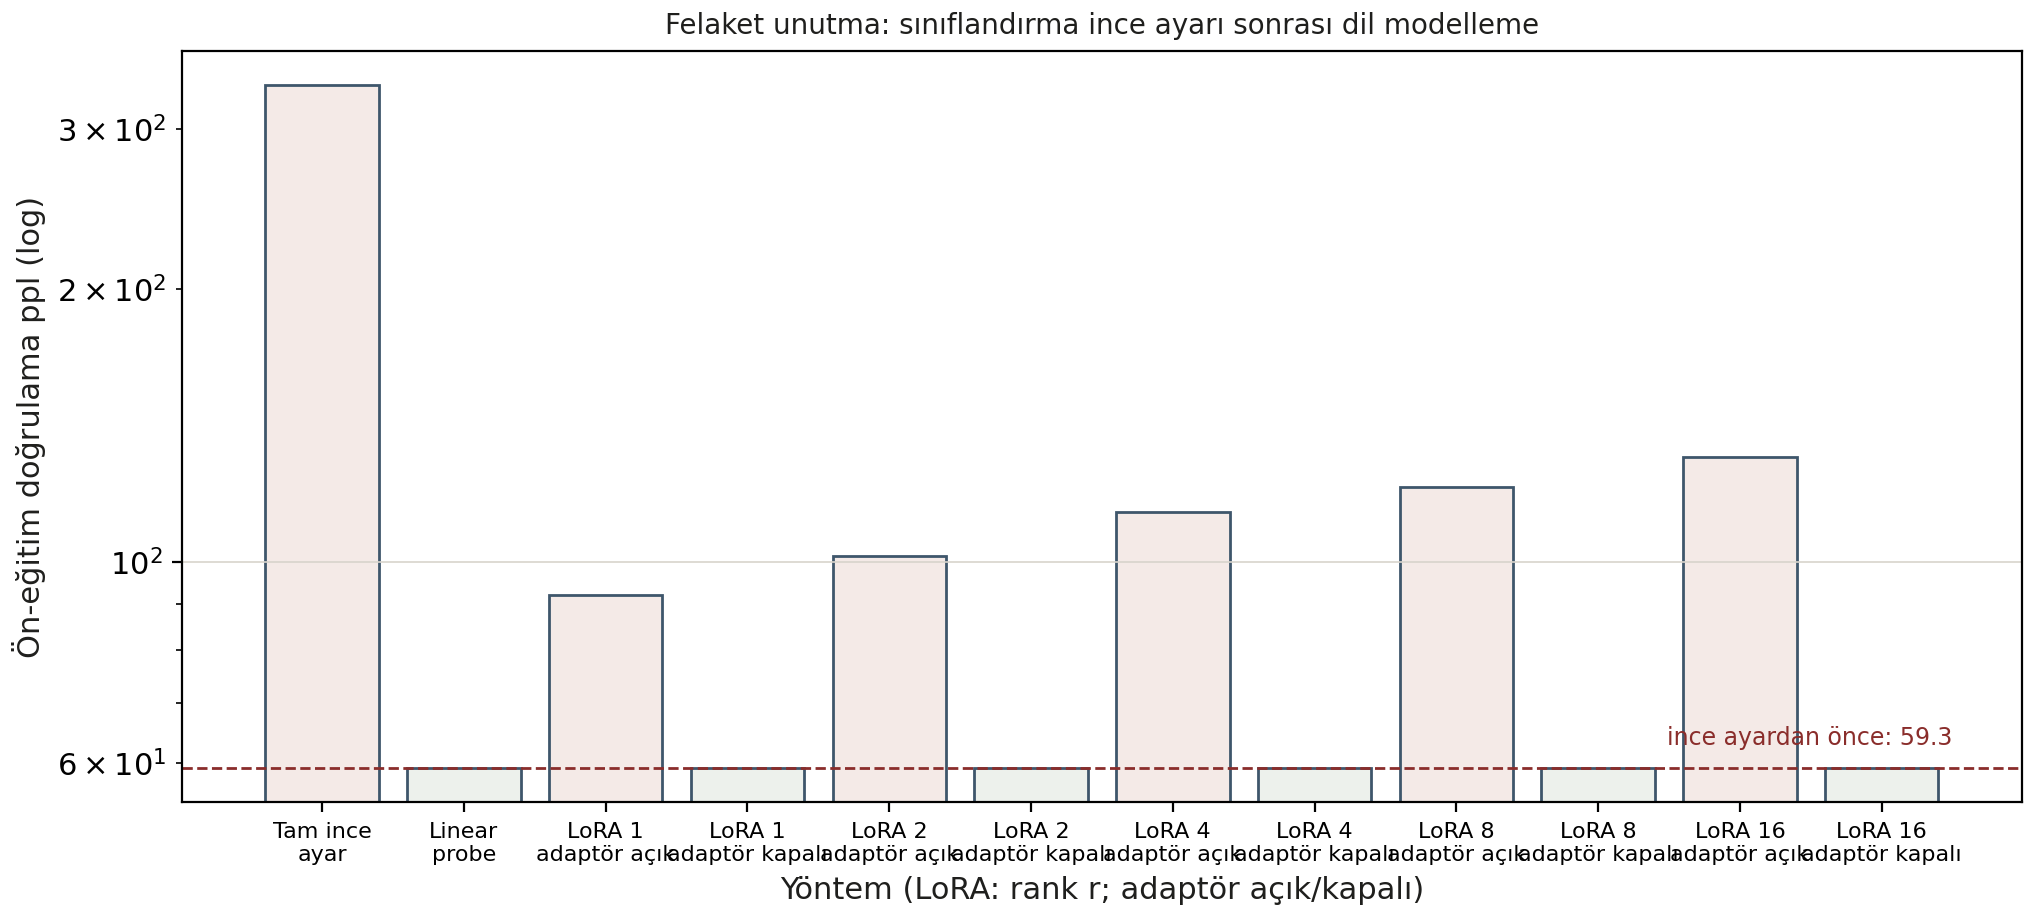 Felaket unutma: sınıflandırma ince ayarı sonrası dil modelleme
Ön-eğitim doğrulama ppl (log)
3 × 10²
2 × 10²
10²
6 × 10¹
ince ayardan önce: 59.3
Tam ince
ayar
Linear
probe
LoRA 1
adaptör açık
LoRA 1
adaptör kapalı
LoRA 2
adaptör açık
LoRA 2
adaptör kapalı
LoRA 4
adaptör açık
LoRA 4
adaptör kapalı
LoRA 8
adaptör açık
LoRA 8
adaptör kapalı
LoRA 16
adaptör açık
LoRA 16
adaptör kapalı
Yöntem (LoRA: rank r; adaptör açık/kapalı)